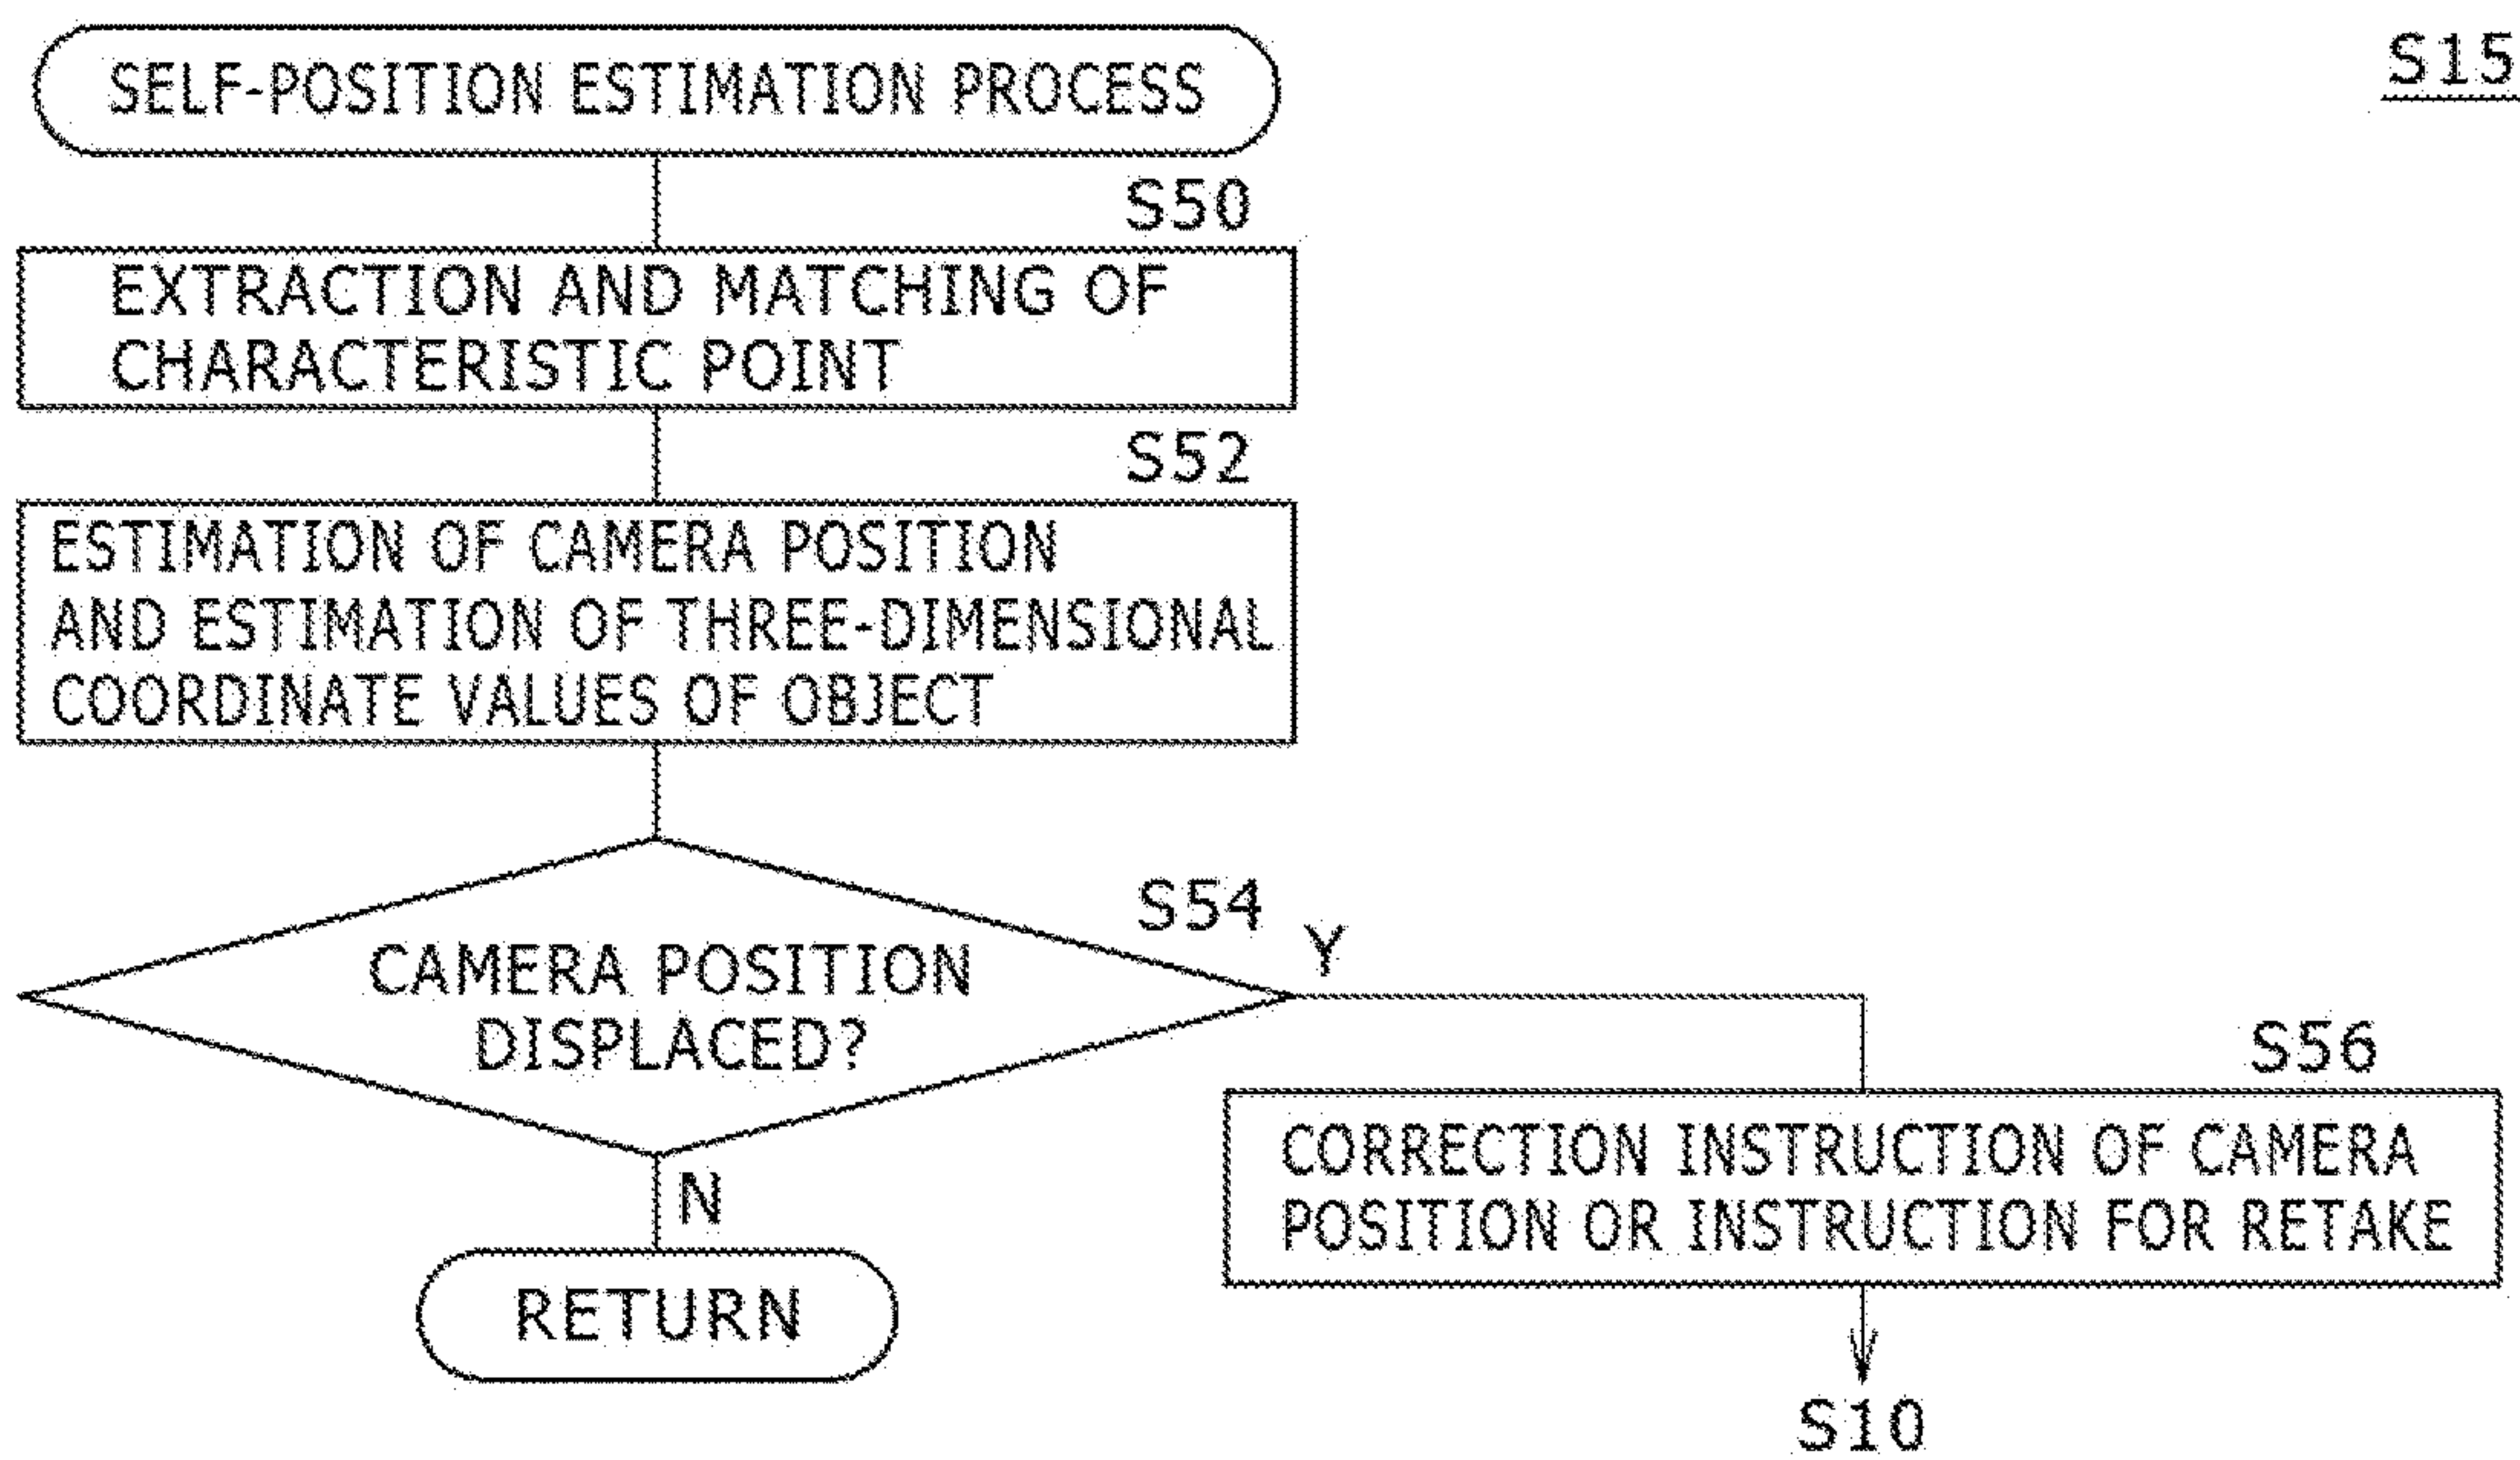 S15
SELF-POSITION ESTIMATION PROCESS
S50
EXTRACTION AND MATCHING OF
CHARACTERISTIC POINT
S52
ESTIMATION OF CAMERA POSITION
AND ESTIMATION OF THREE-DIMENSIONAL
COORDINATE VALUES OF OBJECT
S54
CAMERA POSITION
DISPLACED?
Y
N
RETURN
S56
CORRECTION INSTRUCTION OF CAMERA
POSITION OR INSTRUCTION FOR RETAKE
S10